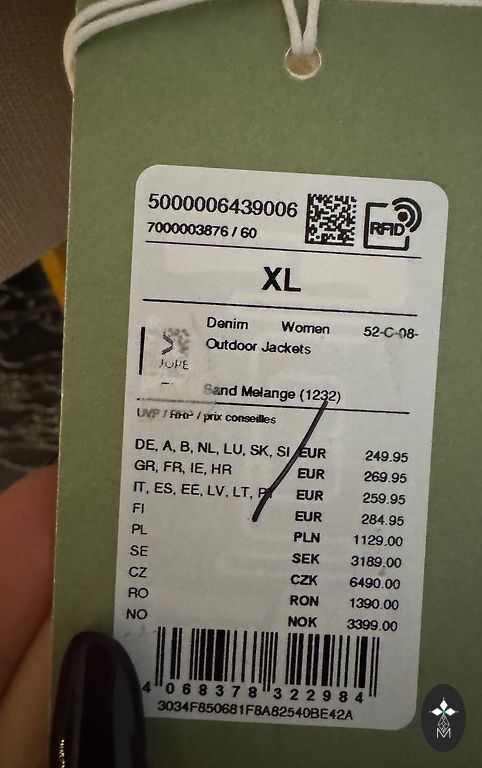 5000006439006
RFID
7000003876 / 60
XL
Denim Women 52-C-08-
Outdoor Jackets
Sand Melange (1232)
UVP / RRP / prix conseilles
DE, A, B, NL, LU, SK, SI EUR 249.95
GR, FR, IE, HR EUR 269.95
IT, ES, EE, LV, LT, EUR 259.95
FI EUR 284.95
PL PLN 1129.00
SE SEK 3189.00
CZ CZK 6490.00
RO RON 1390.00
NO NOK 3399.00
4 068378 322984
3034F850681F8A82540BE42A